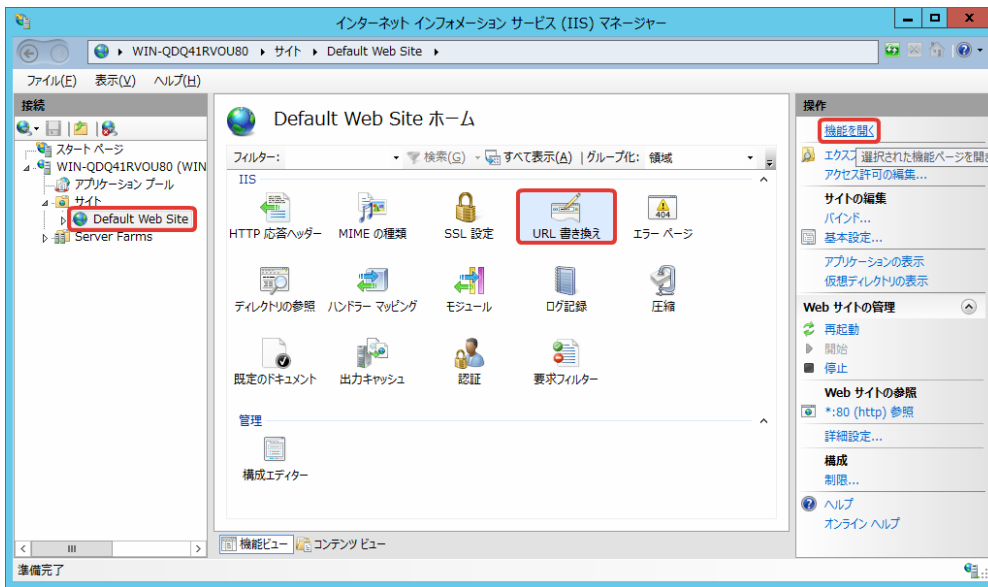 インターネット インフォメーション サービス (IIS) マネージャー
WIN-QDQ41RVOU80 サイト Default Web Site
ファイル(F) 表示(V) ヘルプ(H)
接続
スタート ページ
WIN-QDQ41RVOU80 (WIN
アプリケーション プール
サイト
Default Web Site
Server Farms
Default Web Site ホーム
フィルター: 検索(G) すべて表示(A) グループ化: 領域
IIS
HTTP 応答ヘッダー MIME の種類 SSL 設定 URL 書き換え エラー ページ
404
ディレクトリの参照 ハンドラー マッピング モジュール ログ記録 圧縮
既定のドキュメント 出力キャッシュ 認証 要求フィルター
管理
構成エディター
機能ビュー コンテンツ ビュー
操作
機能を開く
エクスプ
選択された機能ページを開き
アクセス許可の編集...
サイトの編集
バインド...
基本設定...
アプリケーションの表示
仮想ディレクトリの表示
Web サイトの管理
再起動
開始
停止
Web サイトの参照
*:80 (http) 参照
詳細設定...
構成
制限...
ヘルプ
オンライン ヘルプ
準備完了